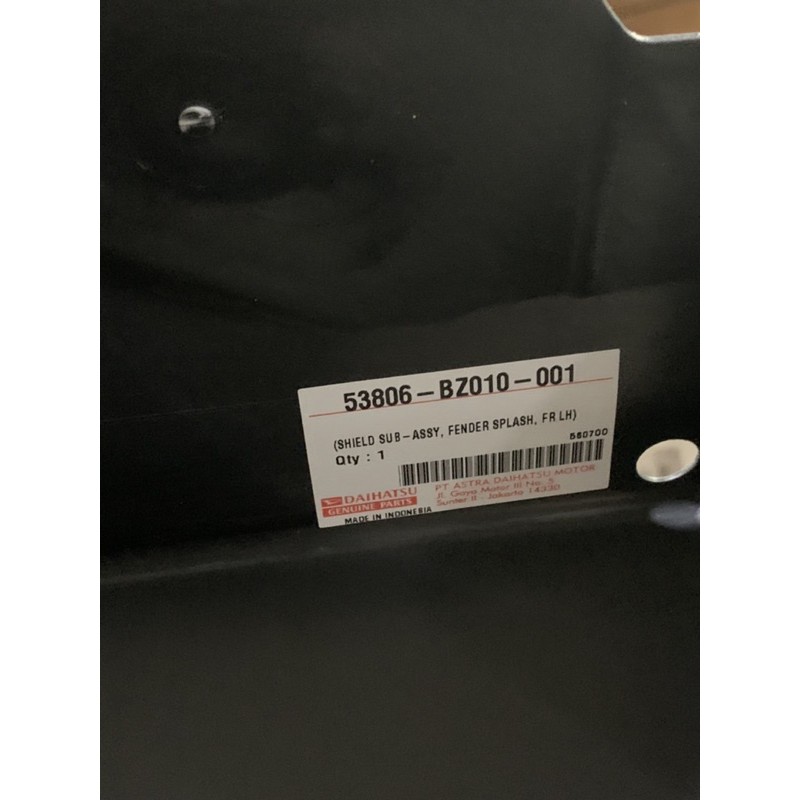 53806-BZ010-001
(SHIELD SUB-ASSY, FENDER SPLASH, FR LH)
Qty : 1
560700
DAIHATSU
GENUINE PARTS
MADE IN INDONESIA
PT ASTRA DAIHATSU MOTOR
Jl. Gaya Motor III No. 5
Sunter II - Jakarta 14330